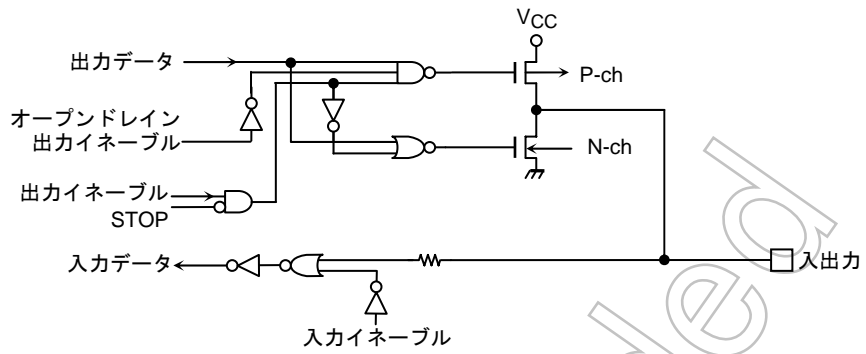 VCC
出力データ
P-ch
オープンドレイン
出力イネーブル
N-ch
出力イネーブル
STOP
入力データ
入出力
入力イネーブル
ded